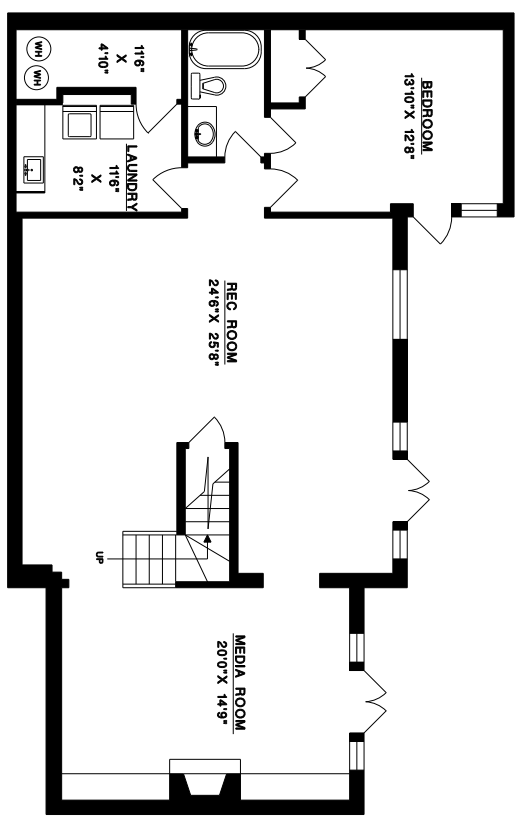 WH
WH
11'6"
X
4'10"
LAUNDRY
11'6"
X
8'2"
BEDROOM
13'10"X 12'8"
REC ROOM
24'6"X 25'8"
UP
MEDIA ROOM
20'0"X 14'9"